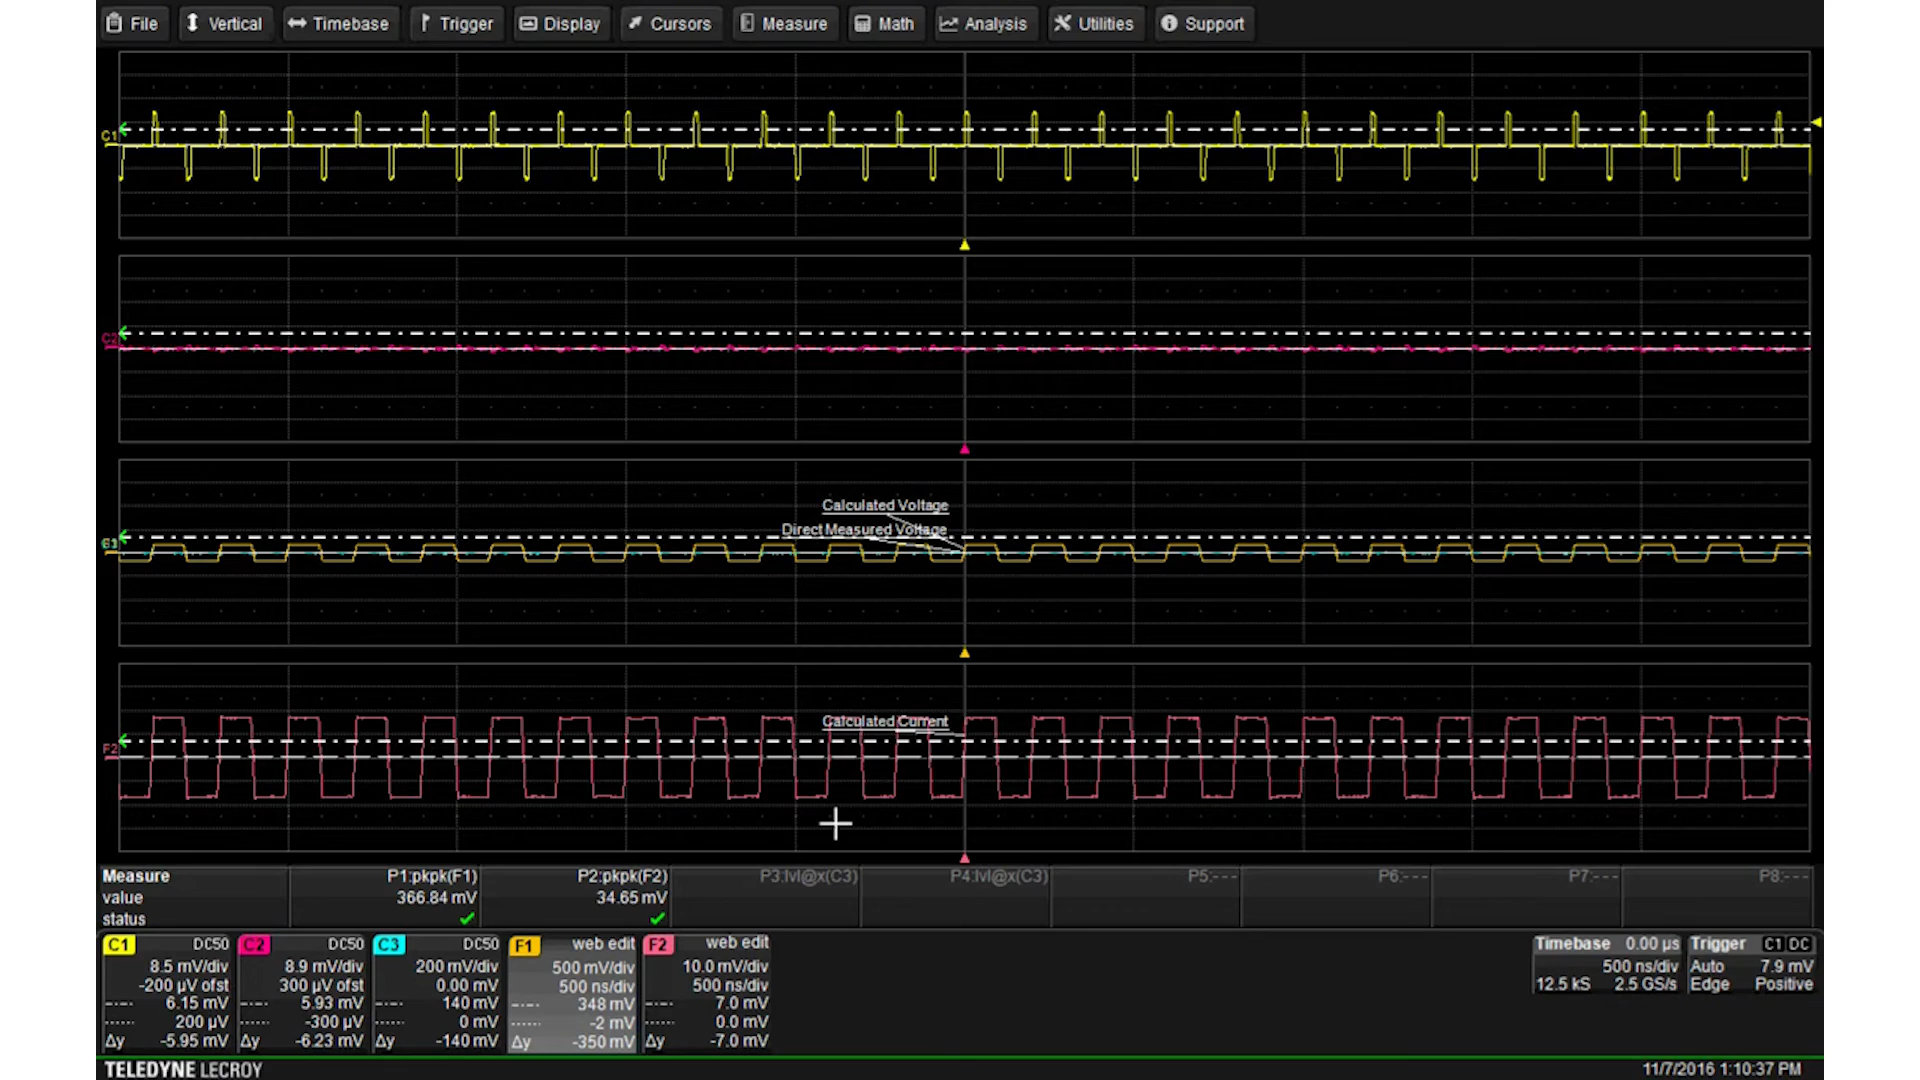 File Vertical Timebase Trigger Display Cursors Measure Math Analysis Utilities Support
C1
C2
Calculated Voltage
Direct Measured Voltage
Calculated Current
F2
Measure P1:pkpk(F1) P2:pkpk(F2) P3:lvl@x(C3) P4:lvl@x(C3) P5:--- P6:--- P7:--- P8:---
value 366.84 mV 34.65 mV
status
C1 DC50 C2 DC50 C3 DC50 F1 web edit F2 web edit Timebase 0.00 µs Trigger C1 DC
8.5 mV/div 8.9 mV/div 200 mV/div 500 mV/div 10.0 mV/div 500 ns/div Auto 7.9 mV
-200 µV ofst 300 µV ofst 0.00 mV 500 ns/div 500 ns/div 12.5 kS 2.5 GS/s Edge Positive
6.15 mV 5.93 mV 140 mV 348 mV 7.0 mV
200 µV -300 µV 0 mV -2 mV 0.0 mV
Δy -5.95 mV Δy -6.23 mV Δy -140 mV Δy -350 mV Δy -7.0 mV
TELEDYNE LECROY 11/7/2016 1:10:37 PM